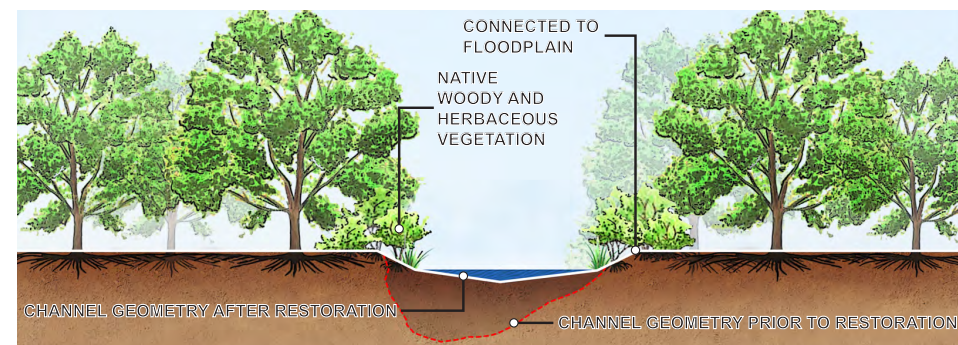 CONNECTED TO
FLOODPLAIN
NATIVE
WOODY AND
HERBACEOUS
VEGETATION
CHANNEL GEOMETRY AFTER RESTORATION
CHANNEL GEOMETRY PRIOR TO RESTORATION